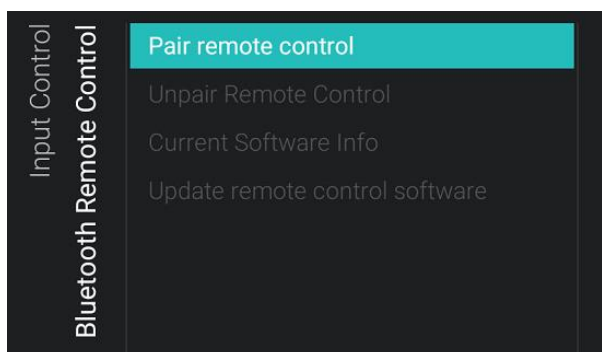 Input Control
Bluetooth Remote Control
Pair remote control
Unpair Remote Control
Current Software Info
Update remote control software